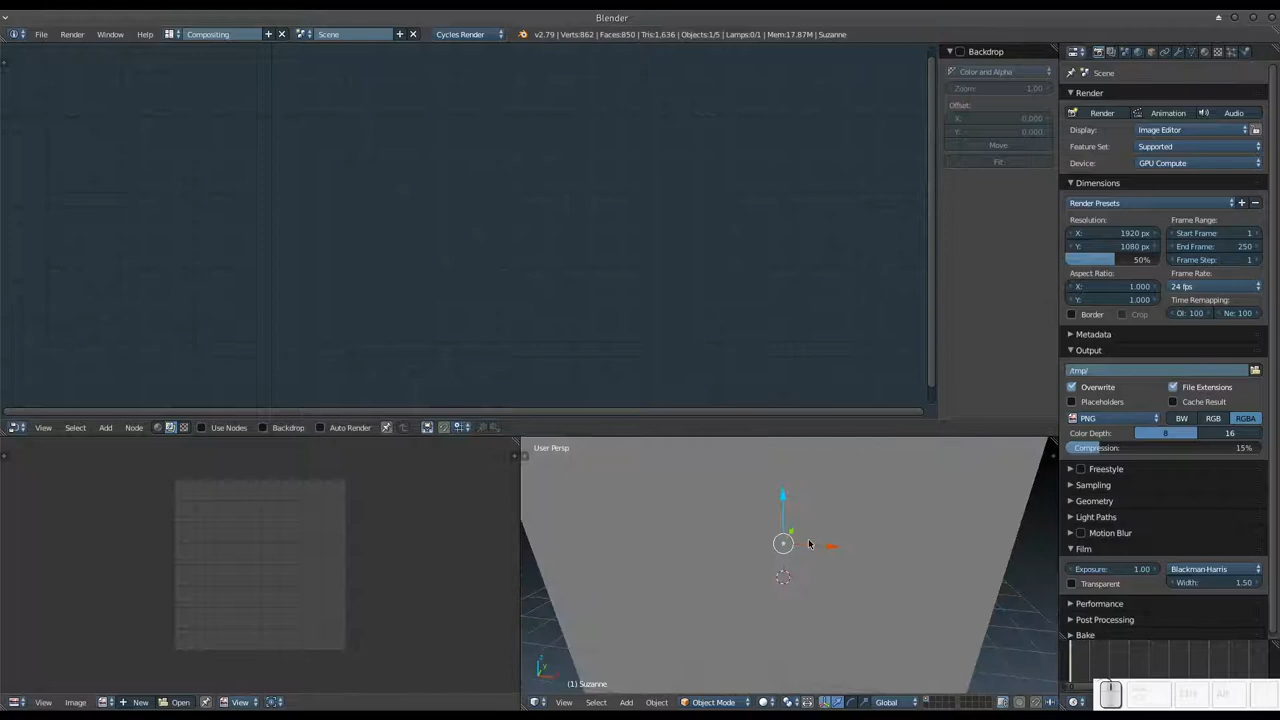 Blender
File Render Window Help Compositing Scene Cycles Render v2.79 | Verts:862 | Faces:850 | Tris:1,636 | Objects:1/5 | Lamps:0/1 | Mem:17.87M | Suzanne
Backdrop
Color and Alpha
Zoom: 1.00
Offset:
X: 0.000
Y: 0.000
Move
Fit
Scene
Render
Render Animation Audio
Display: Image Editor
Feature Set: Supported
Device: GPU Compute
Dimensions
Render Presets
Resolution: Frame Range:
X: 1920 px Start Frame: 1
Y: 1080 px End Frame: 250
50% Frame Step: 1
Aspect Ratio: Frame Rate:
X: 1.000 24 fps
Y: 1.000 Time Remapping:
Border Crop Ol: 100 Ne: 100
Metadata
Output
/tmp/
Overwrite File Extensions
Placeholders Cache Result
PNG BW RGB RGBA
Color Depth: 8 16
Compression: 15%
Freestyle
Sampling
Geometry
Light Paths
Motion Blur
Film
Exposure: 1.00 Blackman-Harris
Transparent Width: 1.50
Performance
Post Processing
Bake
View Select Add Node Use Nodes Backdrop Auto Render
User Persp
(1) Suzanne
View Image New Open View
View Select Add Object Object Mode Global